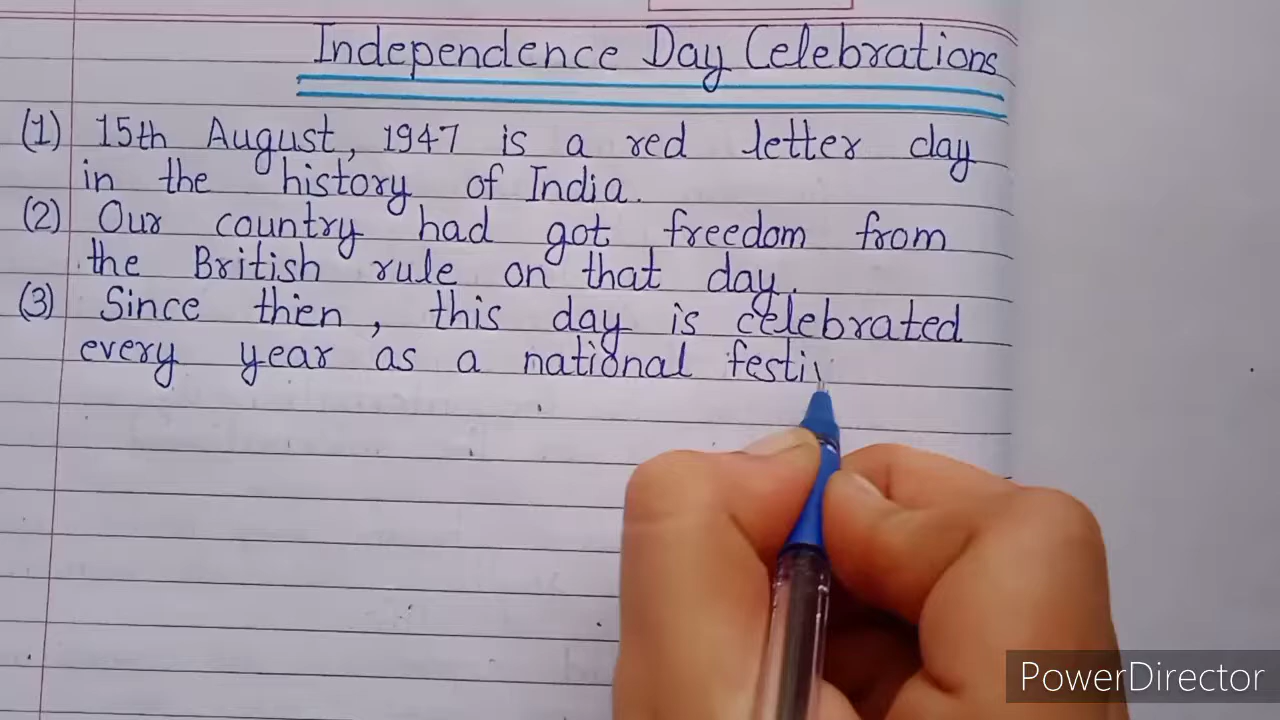 Independence Day Celebrations
(1) 15th August, 1947 is a red letter day
in the history of India.
(2) Our country had got freedom from
the British rule on that day.
(3) Since then, this day is celebrated
every year as a national festi
PowerDirector